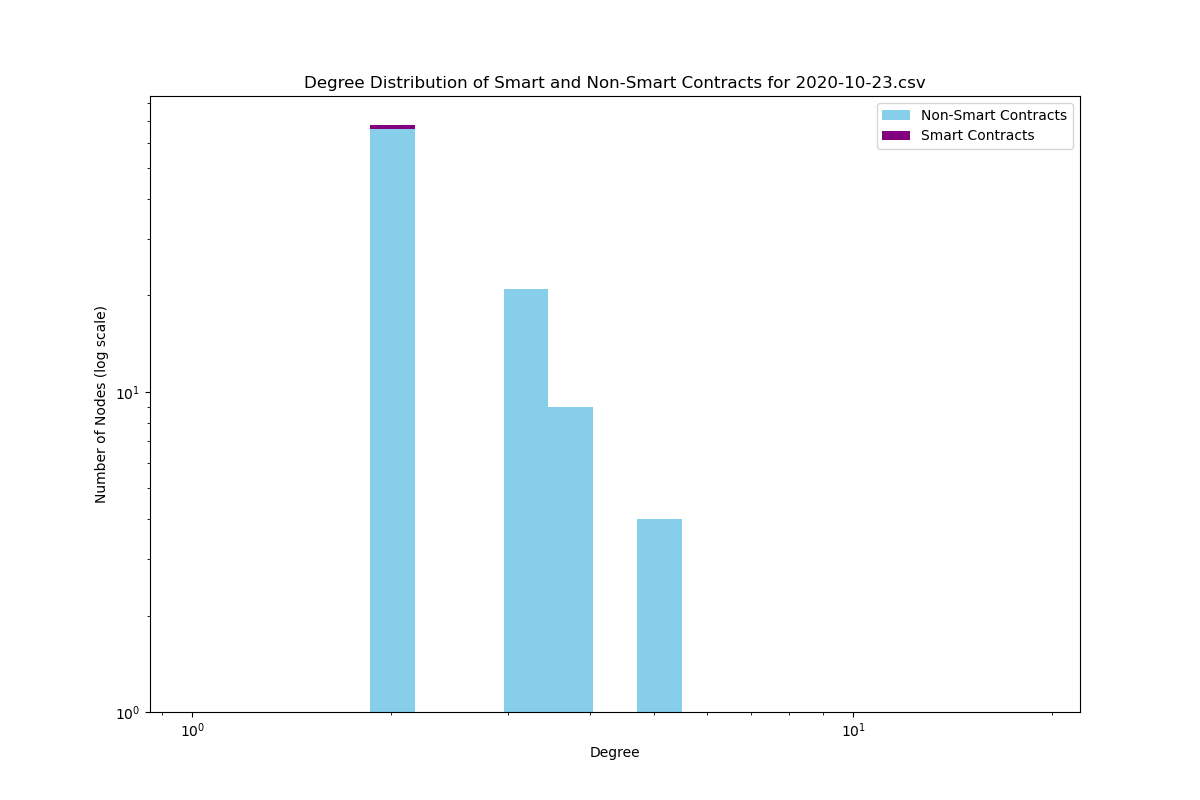 Degree Distribution of Smart and Non-Smart Contracts for 2020-10-23.csv
Non-Smart Contracts
Smart Contracts
Number of Nodes (log scale)
10¹
10⁰
10⁰ 10¹
Degree